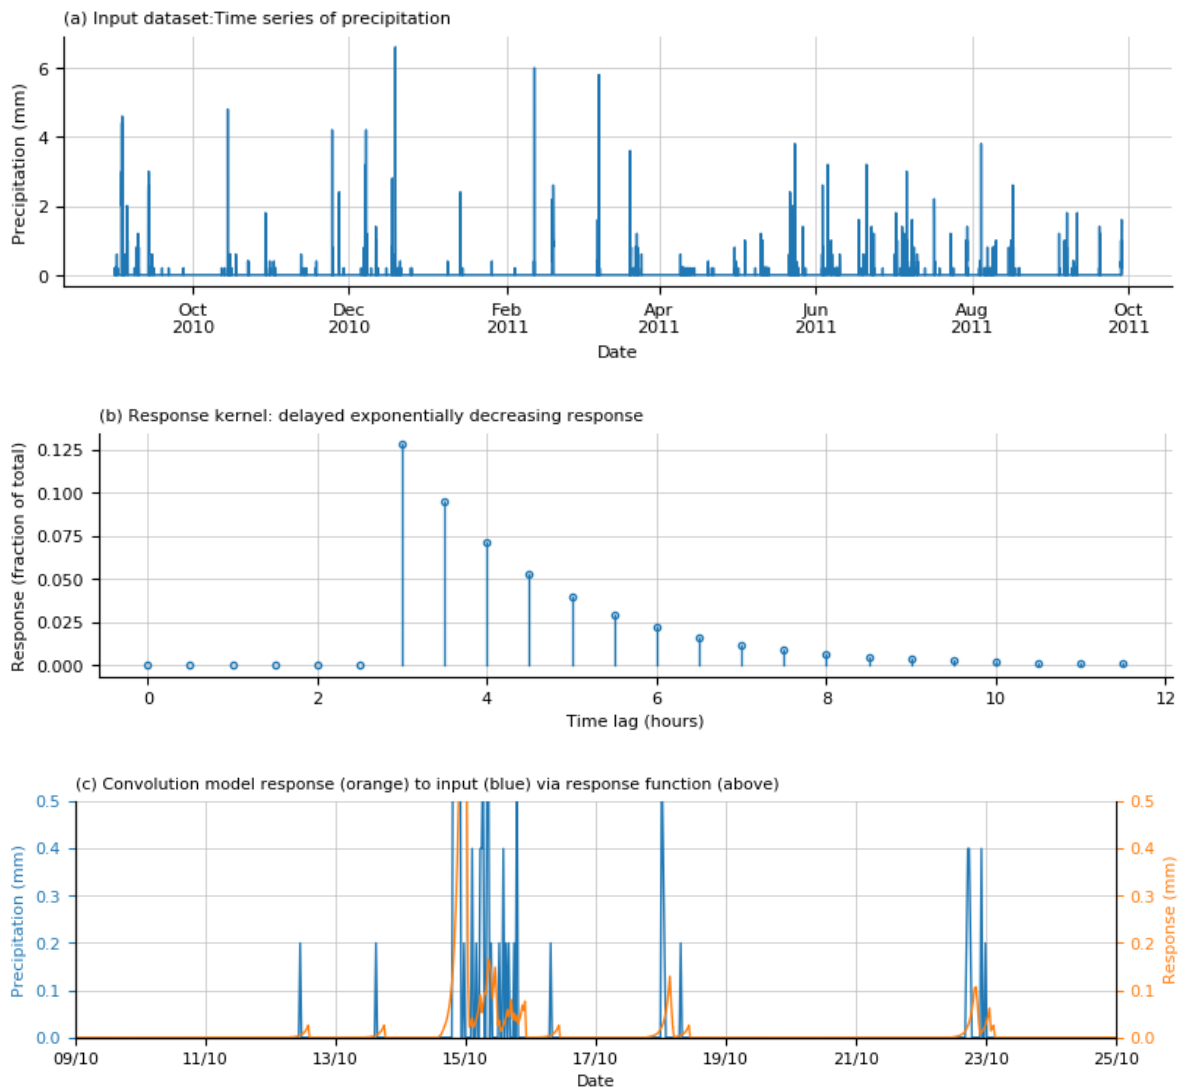 (a) Input dataset:Time series of precipitation
Precipitation (mm)
6
4
2
0
Oct 2010
Dec 2010
Feb 2011
Apr 2011
Jun 2011
Aug 2011
Oct 2011
Date
(b) Response kernel: delayed exponentially decreasing response
Response (fraction of total)
0.125
0.100
0.075
0.050
0.025
0.000
0 2 4 6 8 10 12
Time lag (hours)
(c) Convolution model response (orange) to input (blue) via response function (above)
Precipitation (mm)
0.5
0.4
0.3
0.2
0.1
0.0
0.5
0.4
0.3
0.2
0.1
0.0
Response (mm)
09/10 11/10 13/10 15/10 17/10 19/10 21/10 23/10 25/10
Date